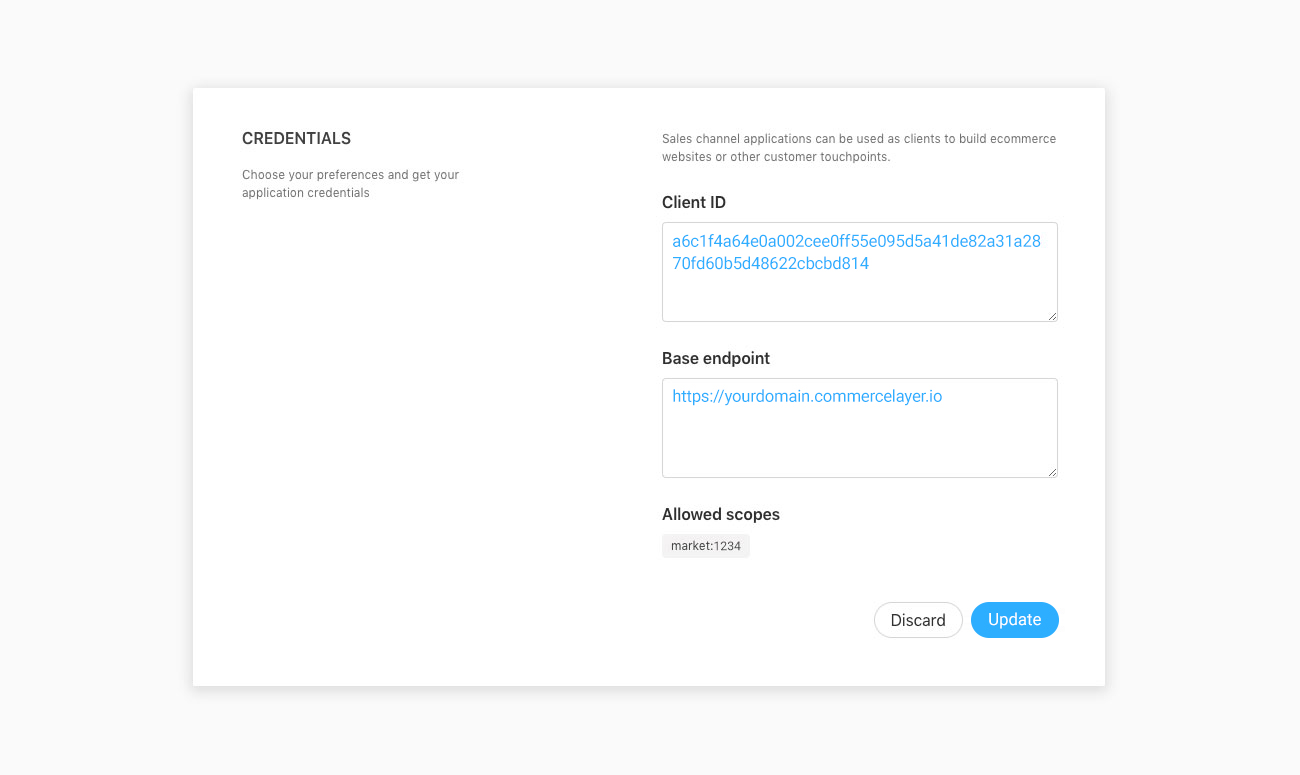 CREDENTIALS
Choose your preferences and get your
application credentials
Sales channel applications can be used as clients to build ecommerce
websites or other customer touchpoints.
Client ID
a6c1f4a64e0a002cee0ff55e095d5a41de82a31a28
70fd60b5d48622cbcbd814
Base endpoint
https://yourdomain.commercelayer.io
Allowed scopes
market:1234
Discard
Update